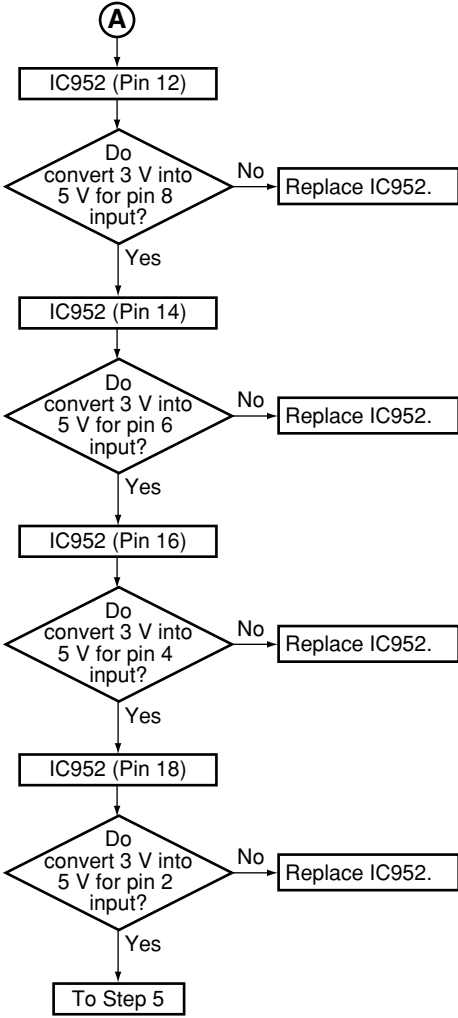 A
IC952 (Pin 12)
Do
convert 3 V into
5 V for pin 8
input?
No
Replace IC952.
Yes
IC952 (Pin 14)
Do
convert 3 V into
5 V for pin 6
input?
No
Replace IC952.
Yes
IC952 (Pin 16)
Do
convert 3 V into
5 V for pin 4
input?
No
Replace IC952.
Yes
IC952 (Pin 18)
Do
convert 3 V into
5 V for pin 2
input?
No
Replace IC952.
Yes
To Step 5